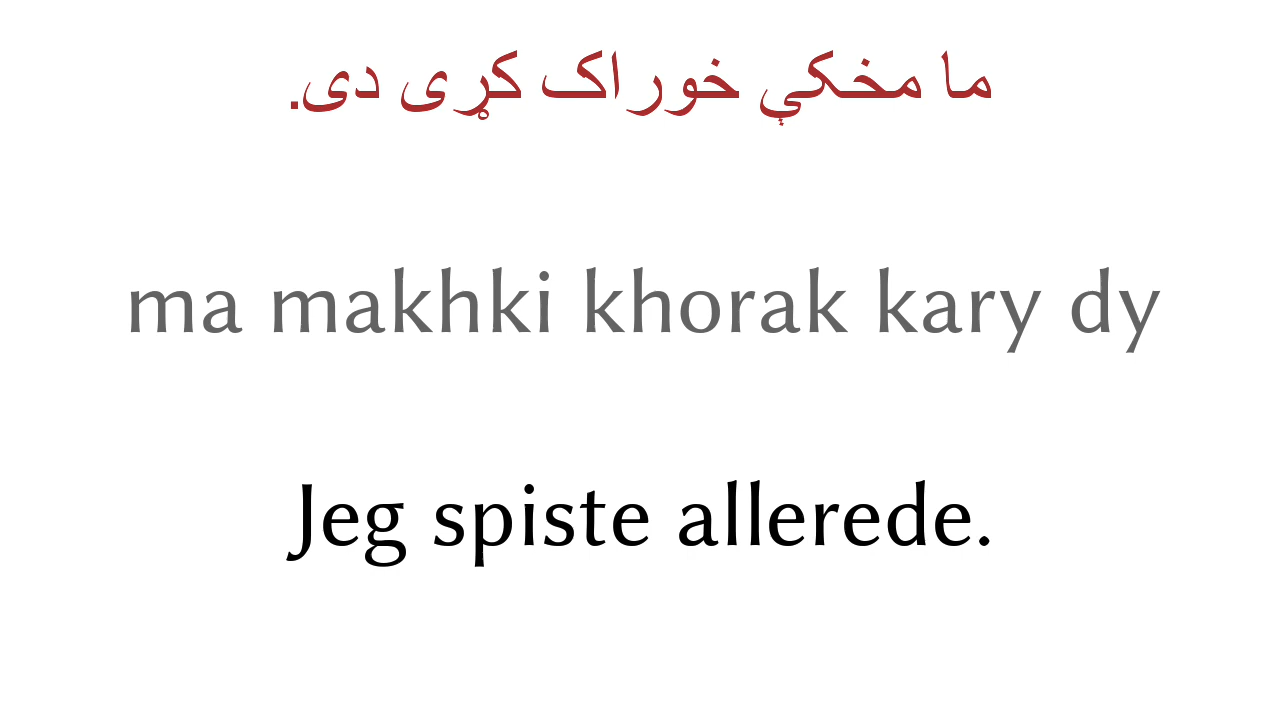 ما مخکې خوراک کړی دی.
ma makhki khorak kary dy
Jeg spiste allerede.